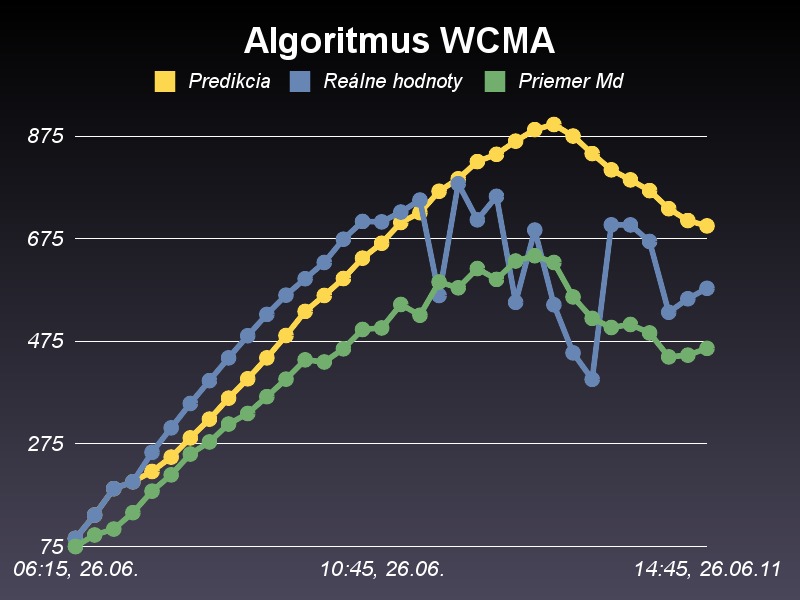 Algoritmus WCMA
Predikcia Reálne hodnoty Priemer Md
875
675
475
275
75
06:15, 26.06. 10:45, 26.06. 14:45, 26.06.11